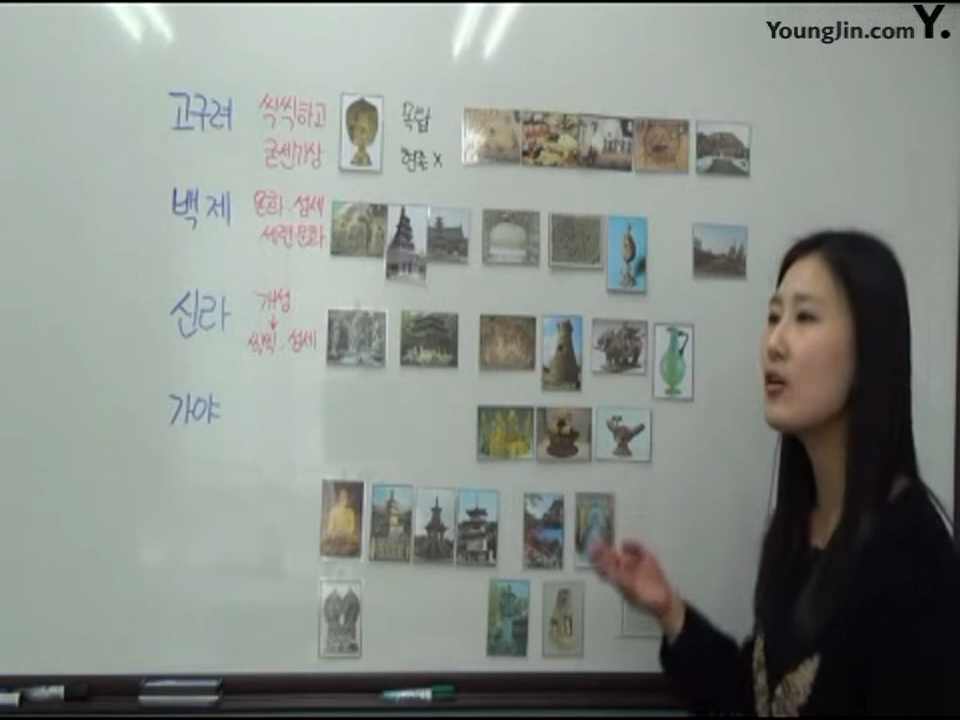 YoungJin.com Y.
고구려 씩씩하고 목탑
굳센기상 현존 X
백제 온화·섬세
세련 문화
신라 개성
↓
씩씩·섬세
가야